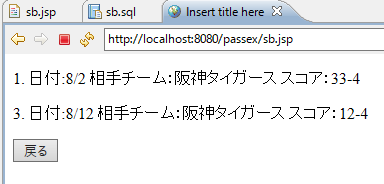 sb.jsp sb.sql Insert title here
http://localhost:8080/passex/sb.jsp
1. 日付:8/2 相手チーム：阪神タイガース スコア：33-4
3. 日付:8/12 相手チーム：阪神タイガース スコア：12-4
戻る